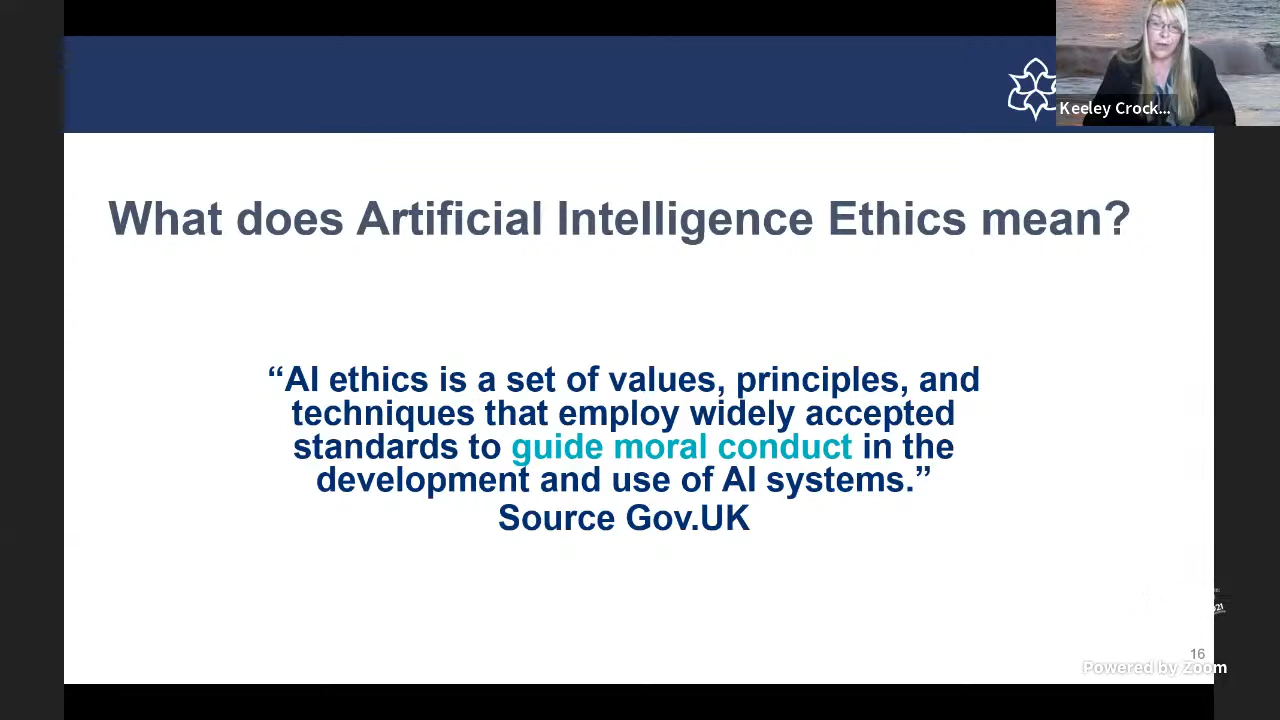 Keeley Crock...
What does Artificial Intelligence Ethics mean?
“AI ethics is a set of values, principles, and
techniques that employ widely accepted
standards to guide moral conduct in the
development and use of AI systems.”
Source Gov.UK
16
Powered by Zoom